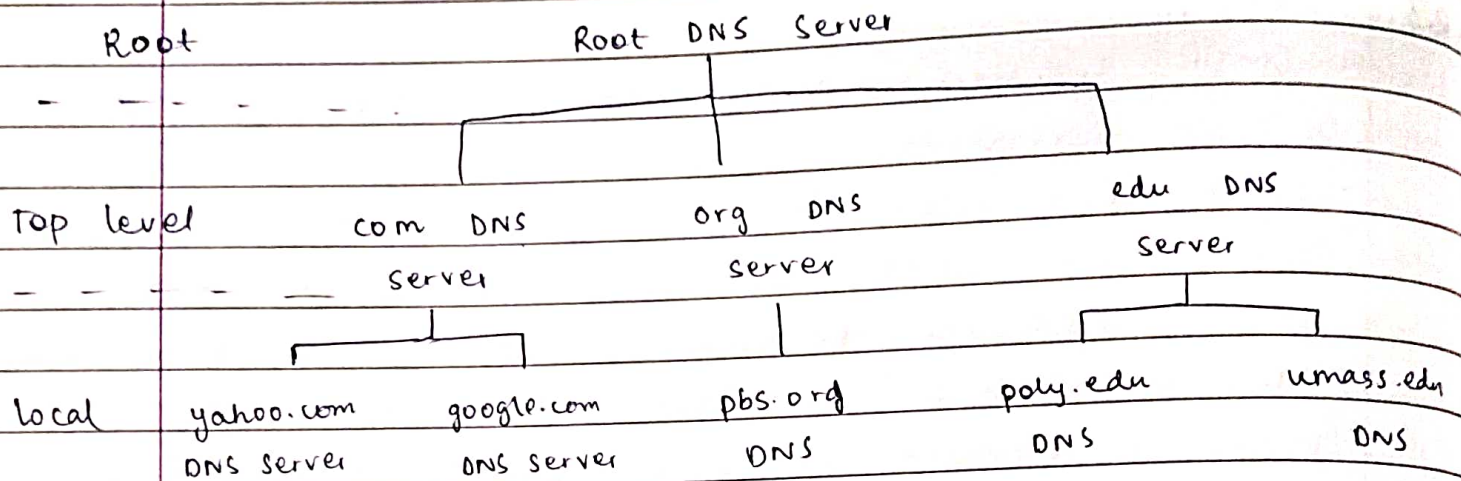 Root Root DNS Server
Top level com DNS org DNS edu DNS
server server server
local yahoo.com google.com pbs.org poly.edu umass.edu
DNS Server DNS Server DNS DNS DNS